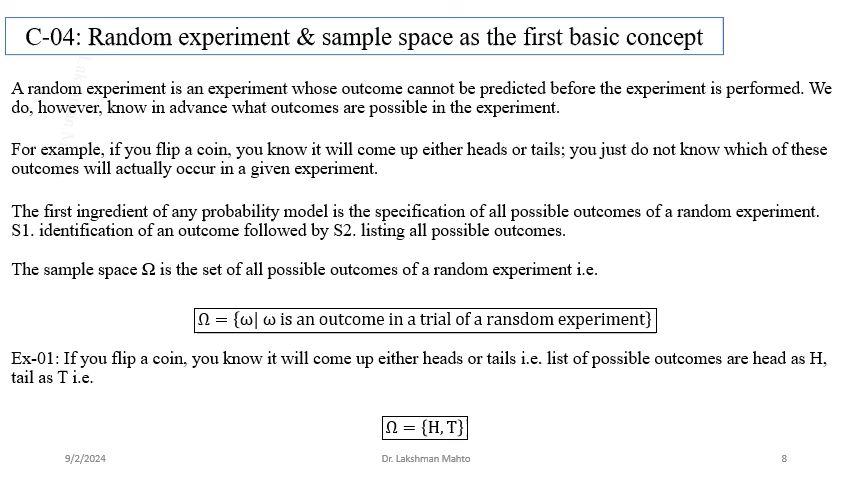 C-04: Random experiment & sample space as the first basic concept
A random experiment is an experiment whose outcome cannot be predicted before the experiment is performed. We
do, however, know in advance what outcomes are possible in the experiment.
For example, if you flip a coin, you know it will come up either heads or tails; you just do not know which of these
outcomes will actually occur in a given experiment.
The first ingredient of any probability model is the specification of all possible outcomes of a random experiment.
S1. identification of an outcome followed by S2. listing all possible outcomes.
The sample space Ω is the set of all possible outcomes of a random experiment i.e.
Ω = {ω| ω is an outcome in a trial of a ransdom experiment}
Ex-01: If you flip a coin, you know it will come up either heads or tails i.e. list of possible outcomes are head as H,
tail as T i.e.
Ω = {H, T}
9/2/2024 Dr. Lakshman Mahto 8